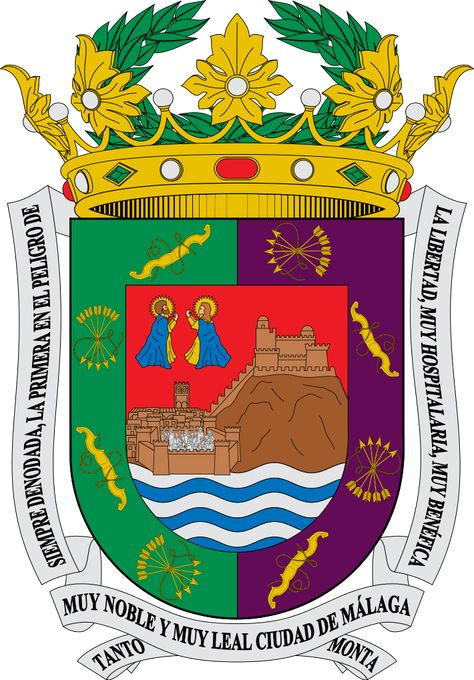 SIEMPRE DENODADA, LA PRIMERA EN EL PELIGRO DE
LA LIBERTAD, MUY HOSPITALARIA, MUY BENÉFICA
MUY NOBLE Y MUY LEAL CIUDAD DE MÁLAGA
TANTO MONTA